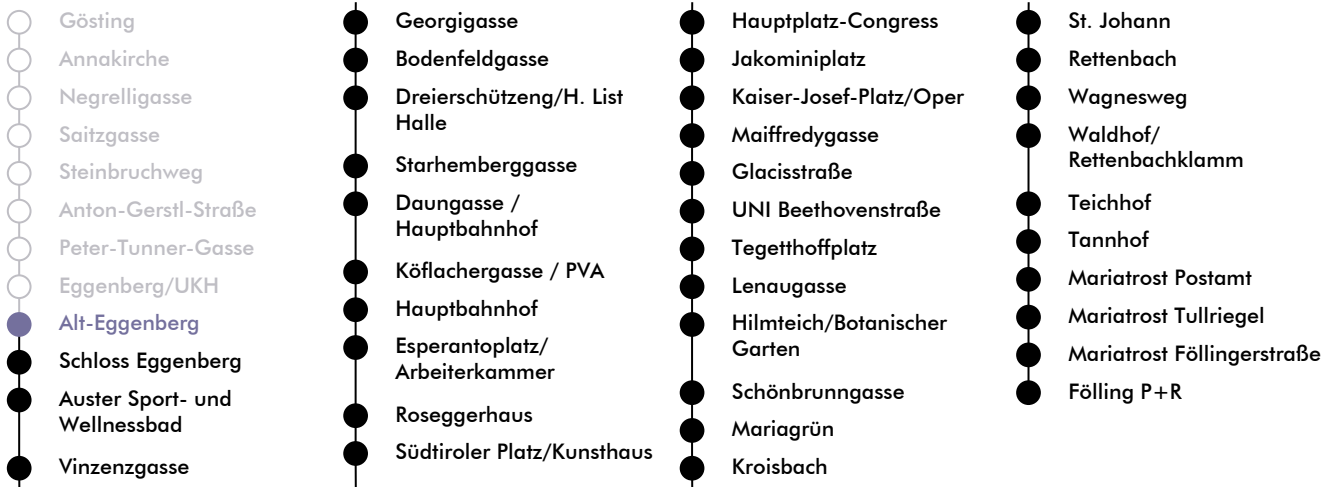 Gösting
Annakirche
Negrelligasse
Saitzgasse
Steinbruchweg
Anton-Gerstl-Straße
Peter-Tunner-Gasse
Eggenberg/UKH
Alt-Eggenberg
Schloss Eggenberg
Auster Sport- und
Wellnessbad
Vinzenzgasse
Georgigasse
Bodenfeldgasse
Dreierschützeng/H. List
Halle
Starhemberggasse
Daungasse /
Hauptbahnhof
Köflachergasse / PVA
Hauptbahnhof
Esperantoplatz/
Arbeiterkammer
Roseggerhaus
Südtiroler Platz/Kunsthaus
Hauptplatz-Congress
Jakominiplatz
Kaiser-Josef-Platz/Oper
Maiffredygasse
Glacisstraße
UNI Beethovenstraße
Tegetthoffplatz
Lenaugasse
Hilmteich/Botanischer
Garten
Schönbrunngasse
Mariagrün
Kroisbach
St. Johann
Rettenbach
Wagnesweg
Waldhof/
Rettenbachklamm
Teichhof
Tannhof
Mariatrost Postamt
Mariatrost Tullriegel
Mariatrost Föllingerstraße
Fölling P+R